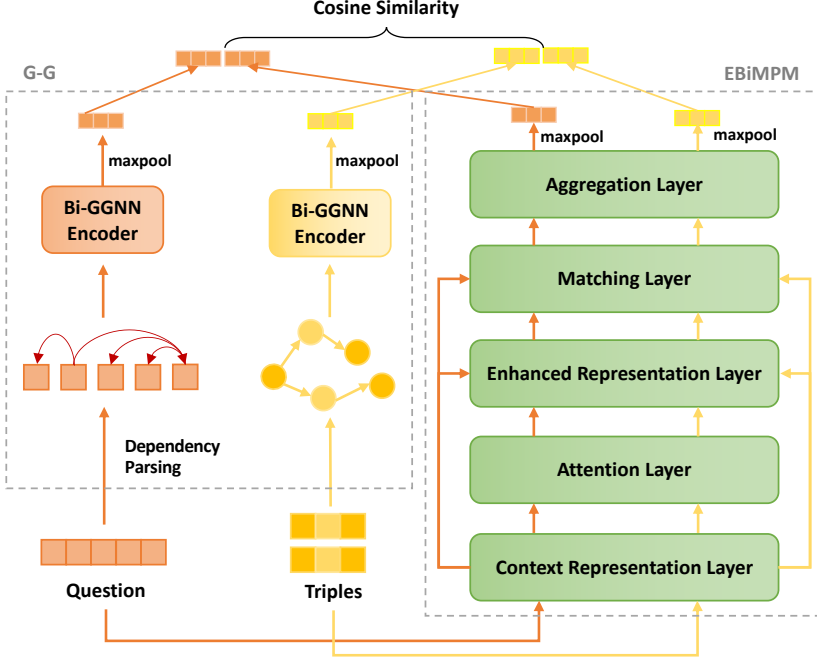 Cosine Similarity
G-G
EBiMPM
maxpool
maxpool
maxpool
maxpool
Bi-GGNN
Encoder
Bi-GGNN
Encoder
Aggregation Layer
Matching Layer
Enhanced Representation Layer
Attention Layer
Context Representation Layer
Dependency
Parsing
Question
Triples